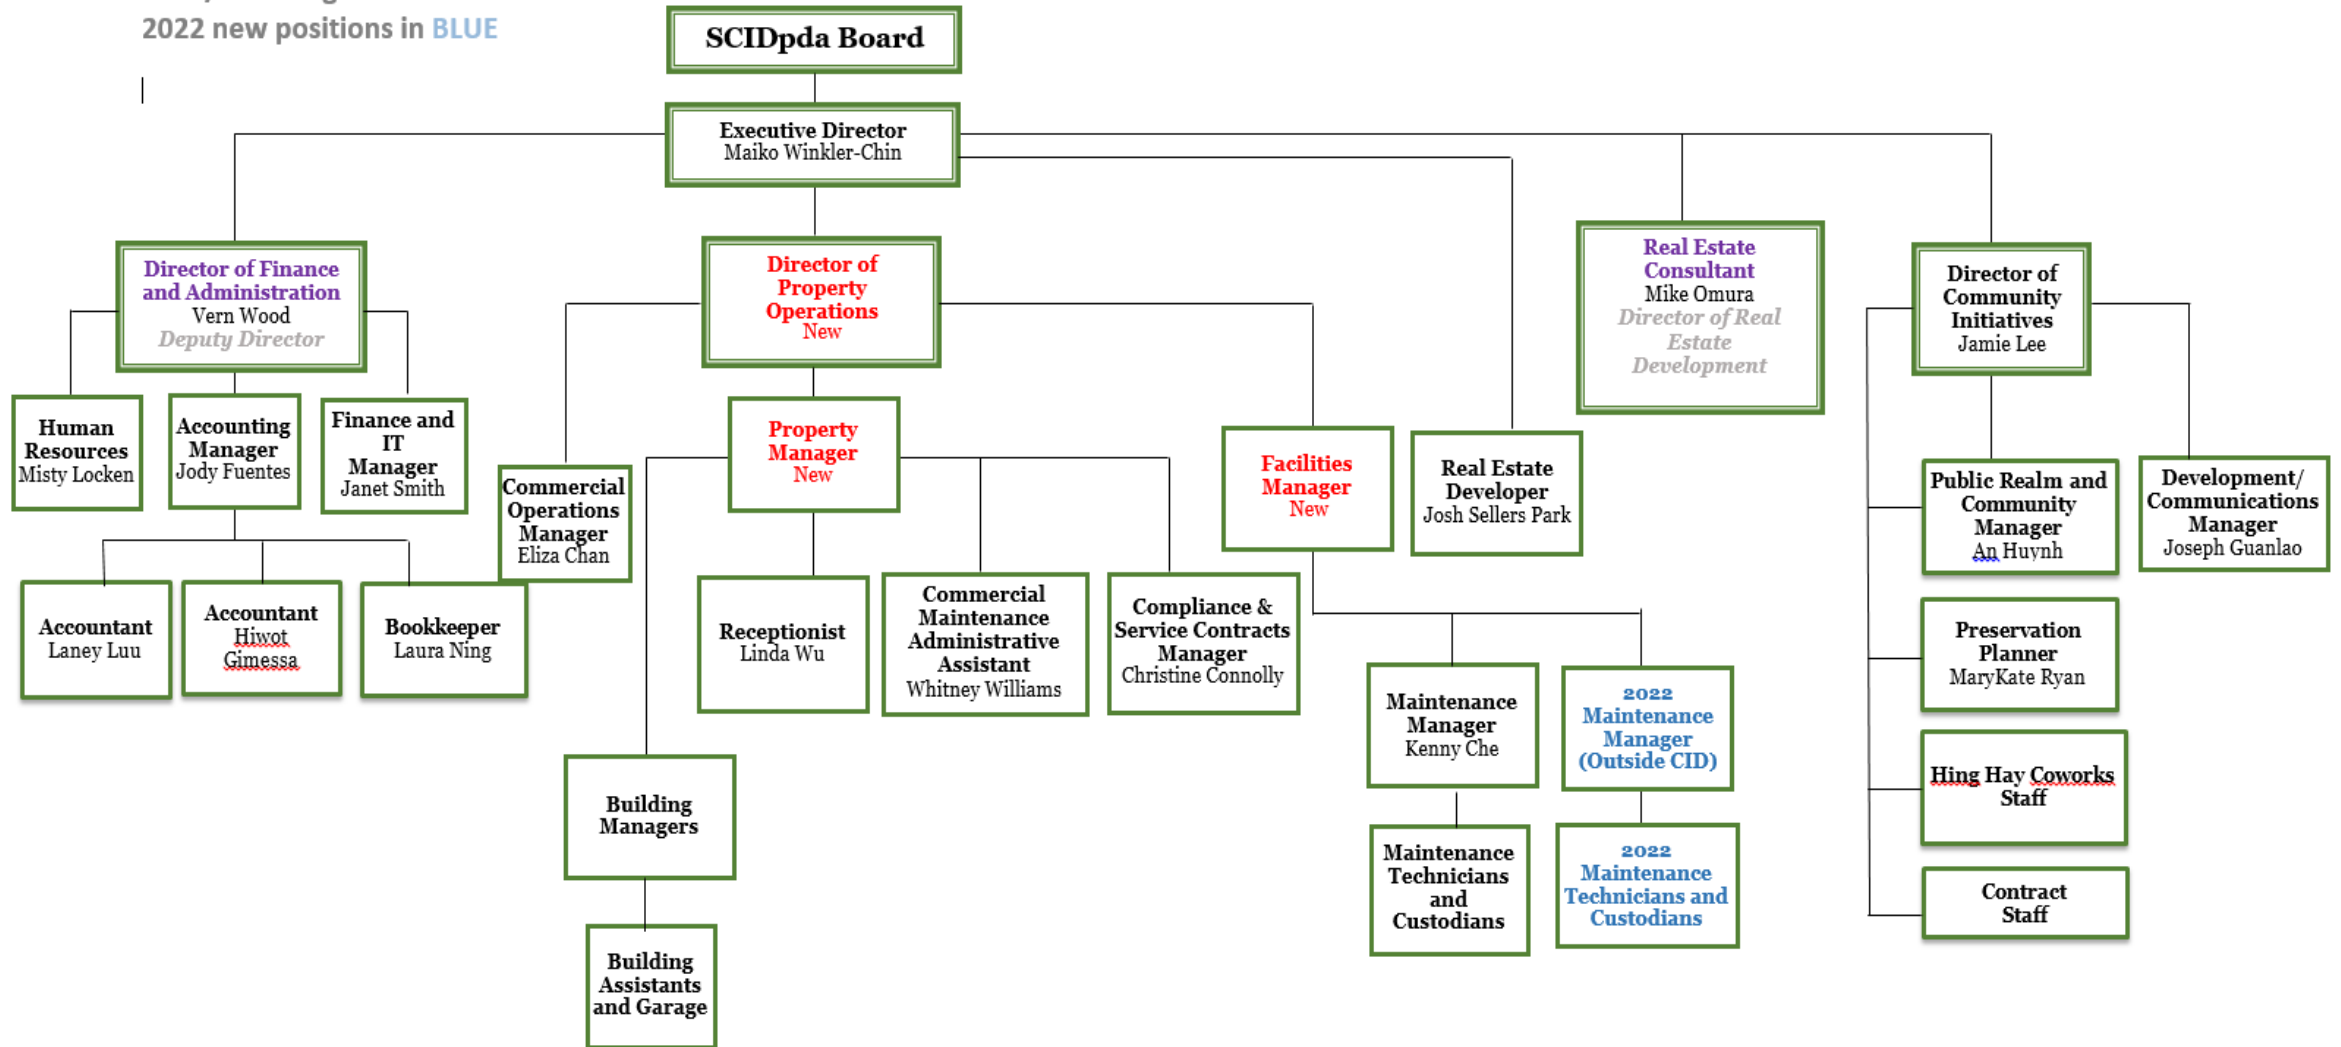 2022 new positions in BLUE
SCIDpda Board
Executive Director
Maiko Winkler-Chin
Director of Finance
and Administration
Vern Wood
Deputy Director
Director of
Property
Operations
New
Real Estate
Consultant
Mike Omura
Director of Real
Estate
Development
Director of
Community
Initiatives
Jamie Lee
Human
Resources
Misty Locken
Accounting
Manager
Jody Fuentes
Finance and
IT
Manager
Janet Smith
Commercial
Operations
Manager
Eliza Chan
Property
Manager
New
Facilities
Manager
New
Real Estate
Developer
Josh Sellers Park
Public Realm and
Community
Manager
An Huynh
Development/
Communications
Manager
Joseph Guanlao
Accountant
Laney Luu
Accountant
Hiwot
Gimessa
Bookkeeper
Laura Ning
Receptionist
Linda Wu
Commercial
Maintenance
Administrative
Assistant
Whitney Williams
Compliance &
Service Contracts
Manager
Christine Connolly
Preservation
Planner
MaryKate Ryan
Maintenance
Manager
Kenny Che
2022
Maintenance
Manager
(Outside CID)
Hing Hay Coworks
Staff
Building
Managers
Maintenance
Technicians
and
Custodians
2022
Maintenance
Technicians and
Custodians
Contract
Staff
Building
Assistants
and Garage